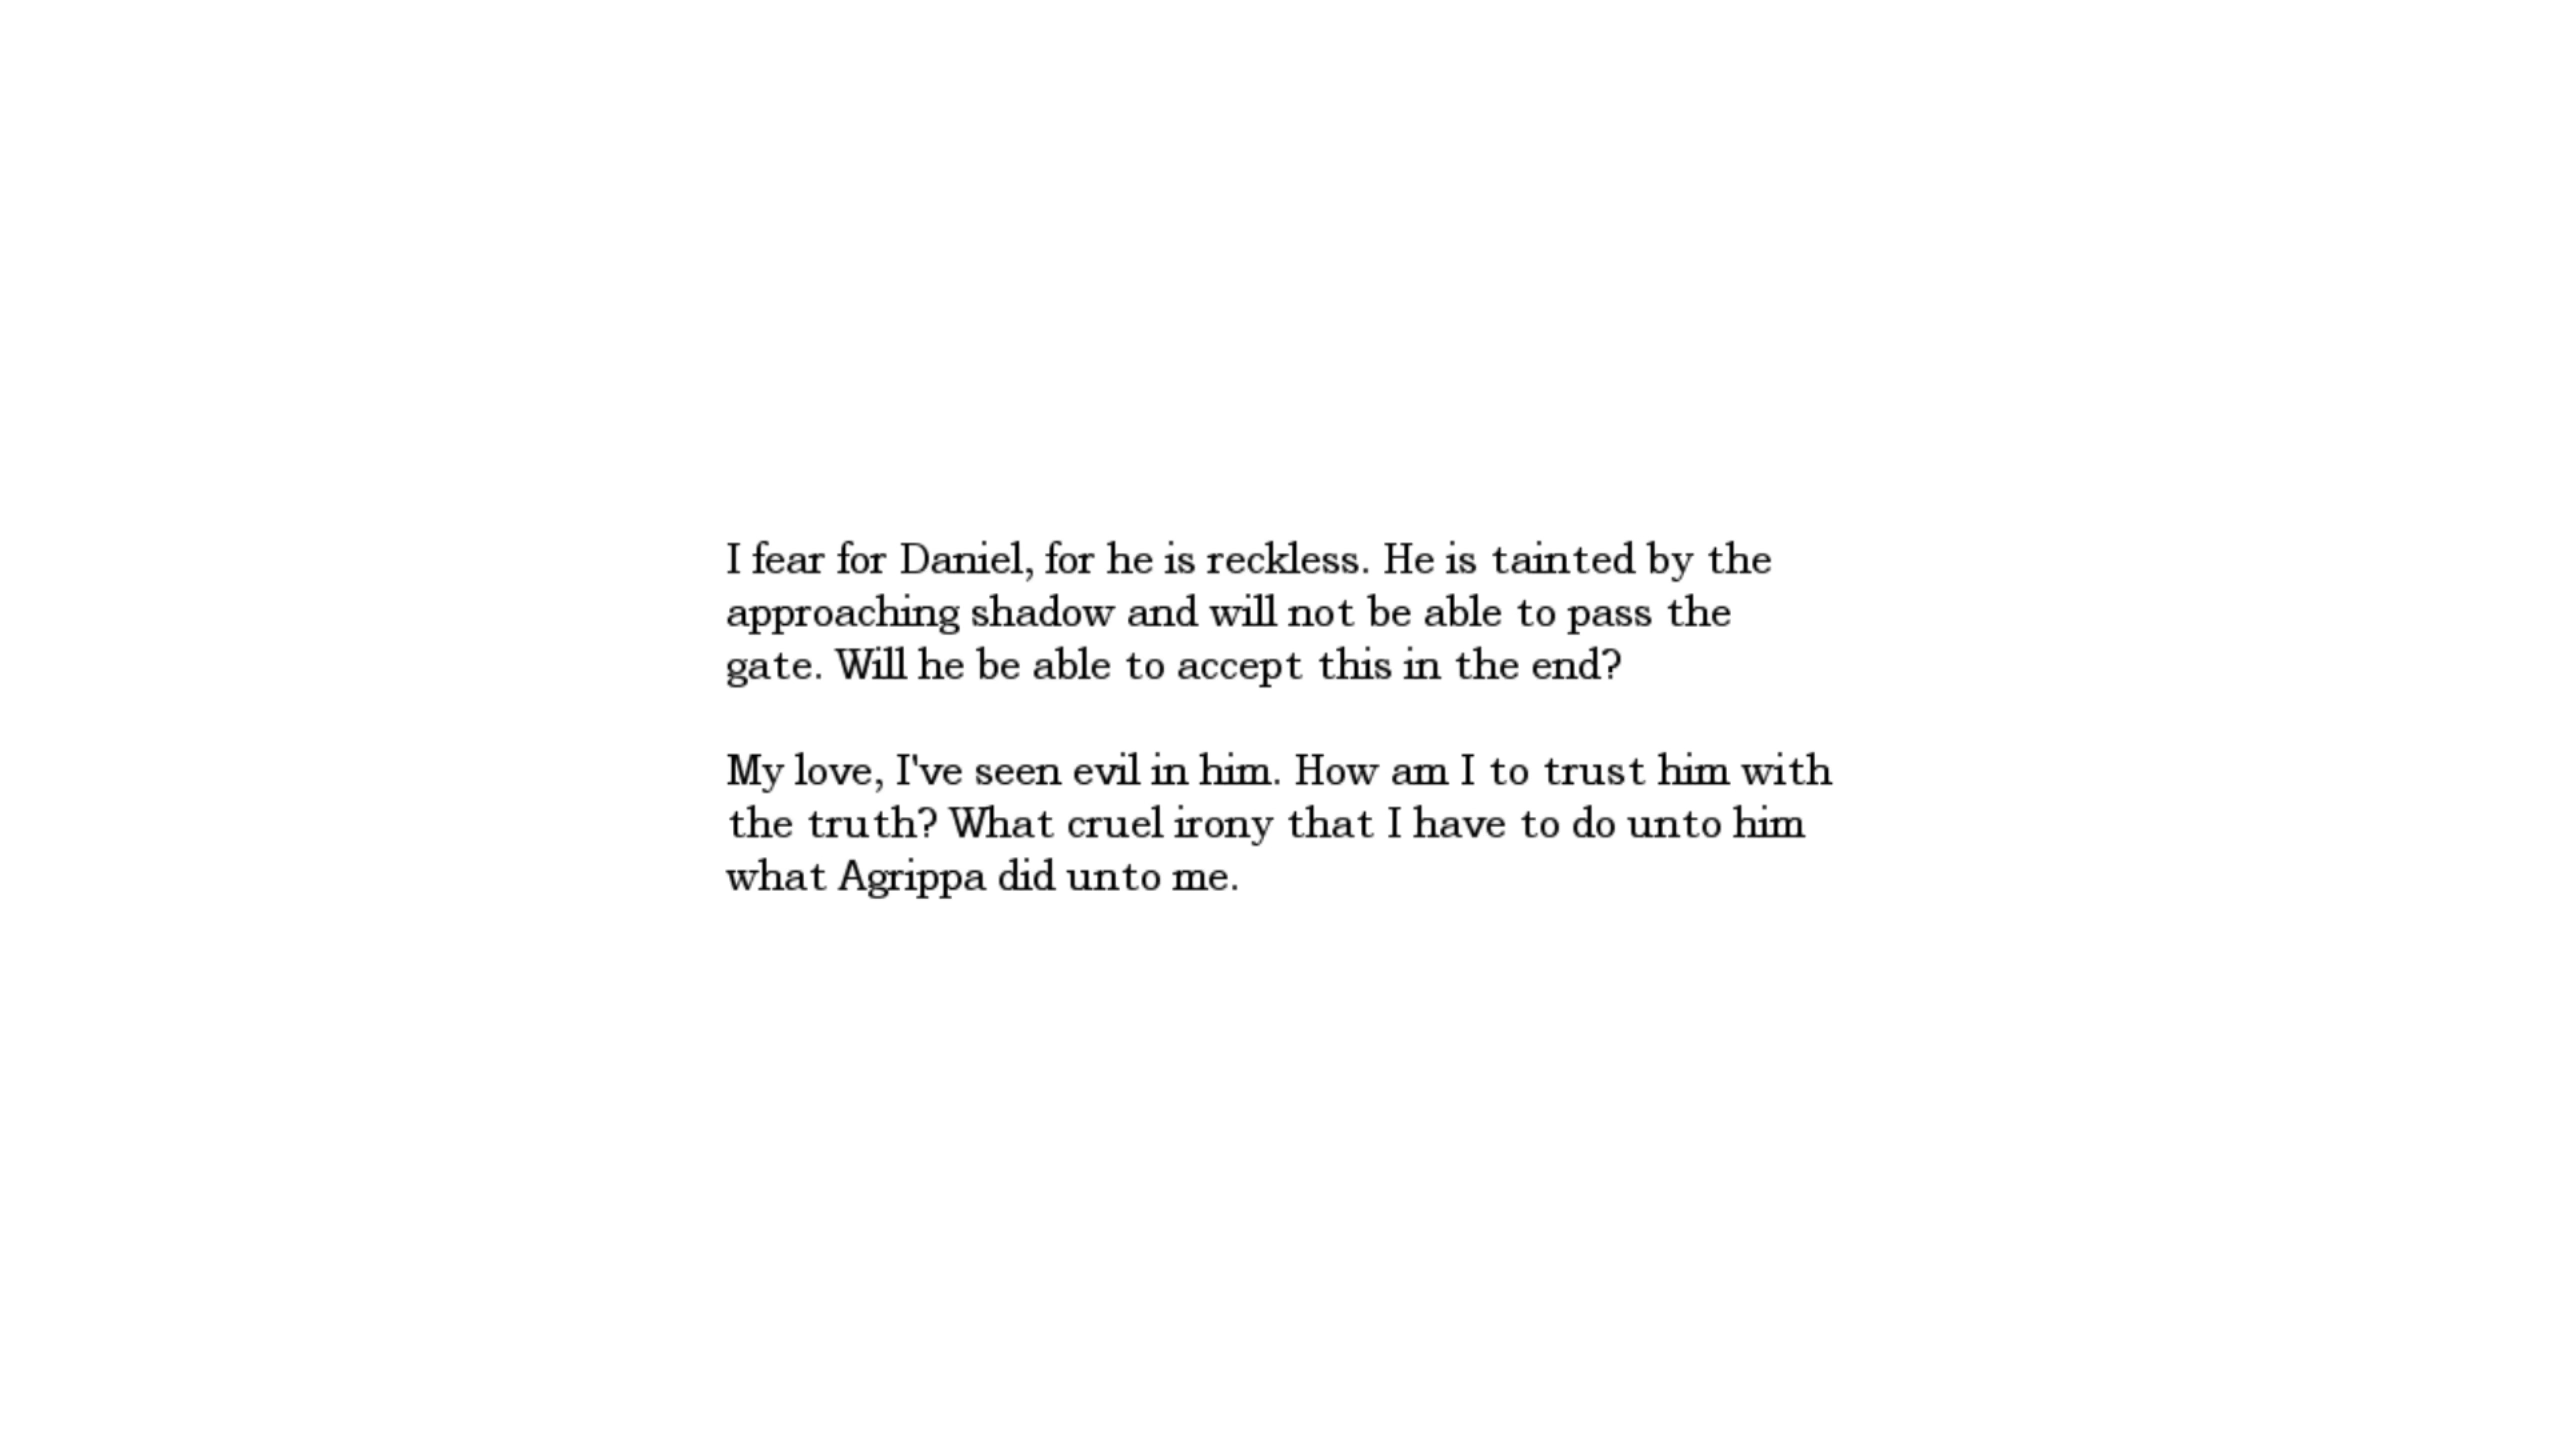 I fear for Daniel, for he is reckless. He is tainted by the
approaching shadow and will not be able to pass the
gate. Will he be able to accept this in the end?
My love, I've seen evil in him. How am I to trust him with
the truth? What cruel irony that I have to do unto him
what Agrippa did unto me.